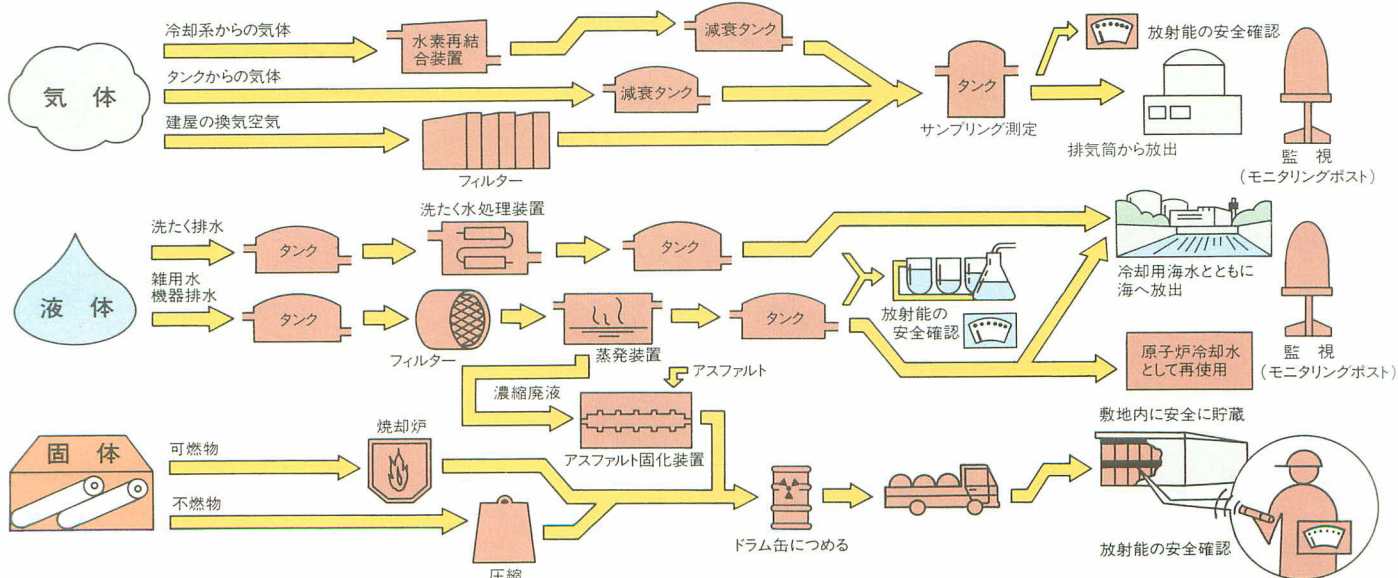 気体
冷却系からの気体
水素再結
合装置
減衰タンク
タンクからの気体
減衰タンク
建屋の換気空気
フィルター
タンク
サンプリング測定
放射能の安全確認
排気筒から放出
監視
(モニタリングポスト)
液体
洗たく排水
タンク
洗たく水処理装置
タンク
冷却用海水とともに
海へ放出
雑用水
機器排水
タンク
フィルター
蒸発装置
タンク
放射能の
安全確認
原子炉冷却水
として再使用
監視
(モニタリングポスト)
濃縮廃液
アスファルト
アスファルト固化装置
固体
可燃物
焼却炉
不燃物
圧縮
ドラム缶につめる
敷地内に安全に貯蔵
放射能の安全確認